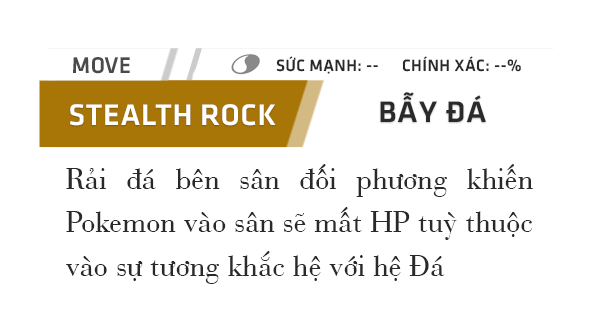 MOVE SỨC MẠNH: -- CHÍNH XÁC: --%
STEALTH ROCK BẪY ĐÁ
Rải đá bên sân đối phương khiến
Pokemon vào sân sẽ mất HP tuỳ thuộc
vào sự tương khắc hệ với hệ Đá